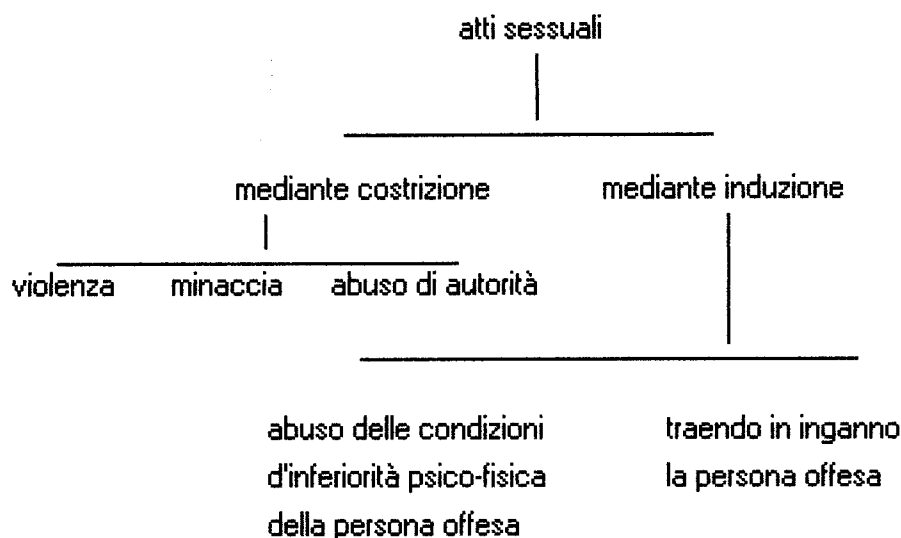 atti sessuali
mediante costrizione
mediante induzione
violenza
minaccia
abuso di autorità
abuso delle condizioni
d'inferiorità psico-fisica
della persona offesa
traendo in inganno
la persona offesa